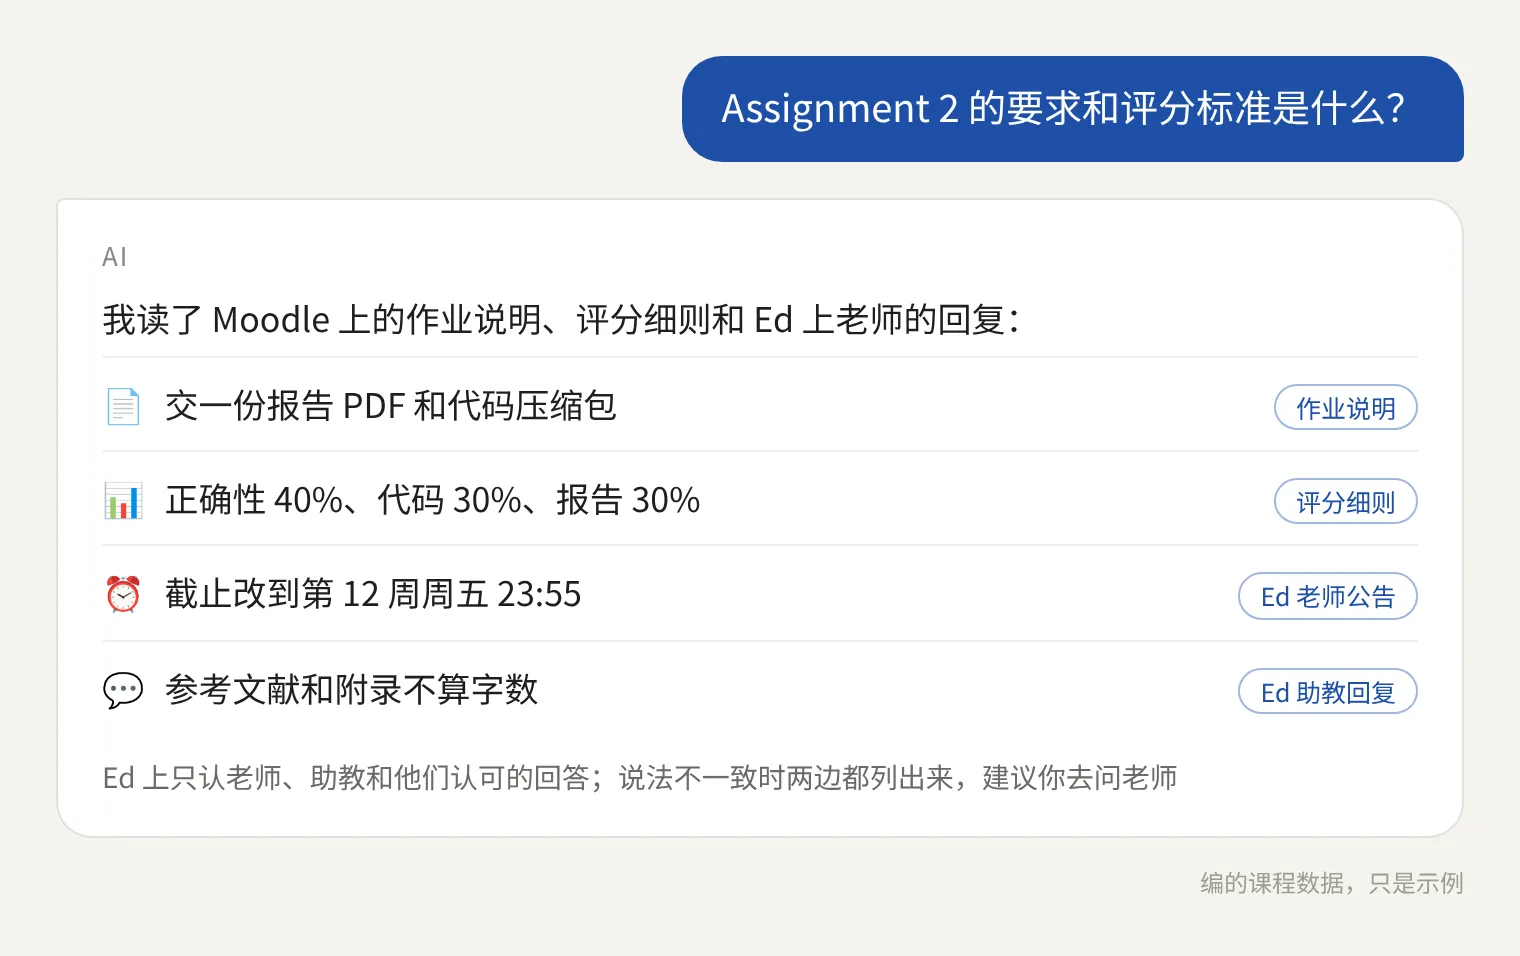 Assignment 2 的要求和评分标准是什么？
AI
我读了 Moodle 上的作业说明、评分细则和 Ed 上老师的回复：
交一份报告 PDF 和代码压缩包
作业说明
正确性 40%、代码 30%、报告 30%
评分细则
截止改到第 12 周周五 23:55
Ed 老师公告
参考文献和附录不算字数
Ed 助教回复
Ed 上只认老师、助教和他们认可的回答；说法不一致时两边都列出来，建议你去问老师
编的课程数据，只是示例